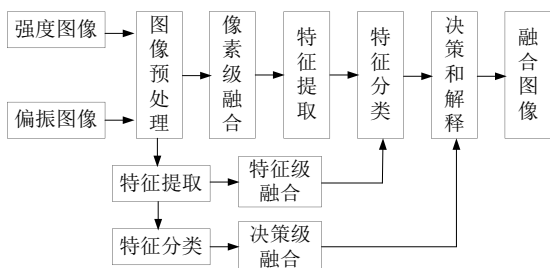 强度图像
偏振图像
图像预处理
像素级融合
特征提取
特征分类
决策和解释
融合图像
特征提取
特征级
融合
特征分类
决策级
融合